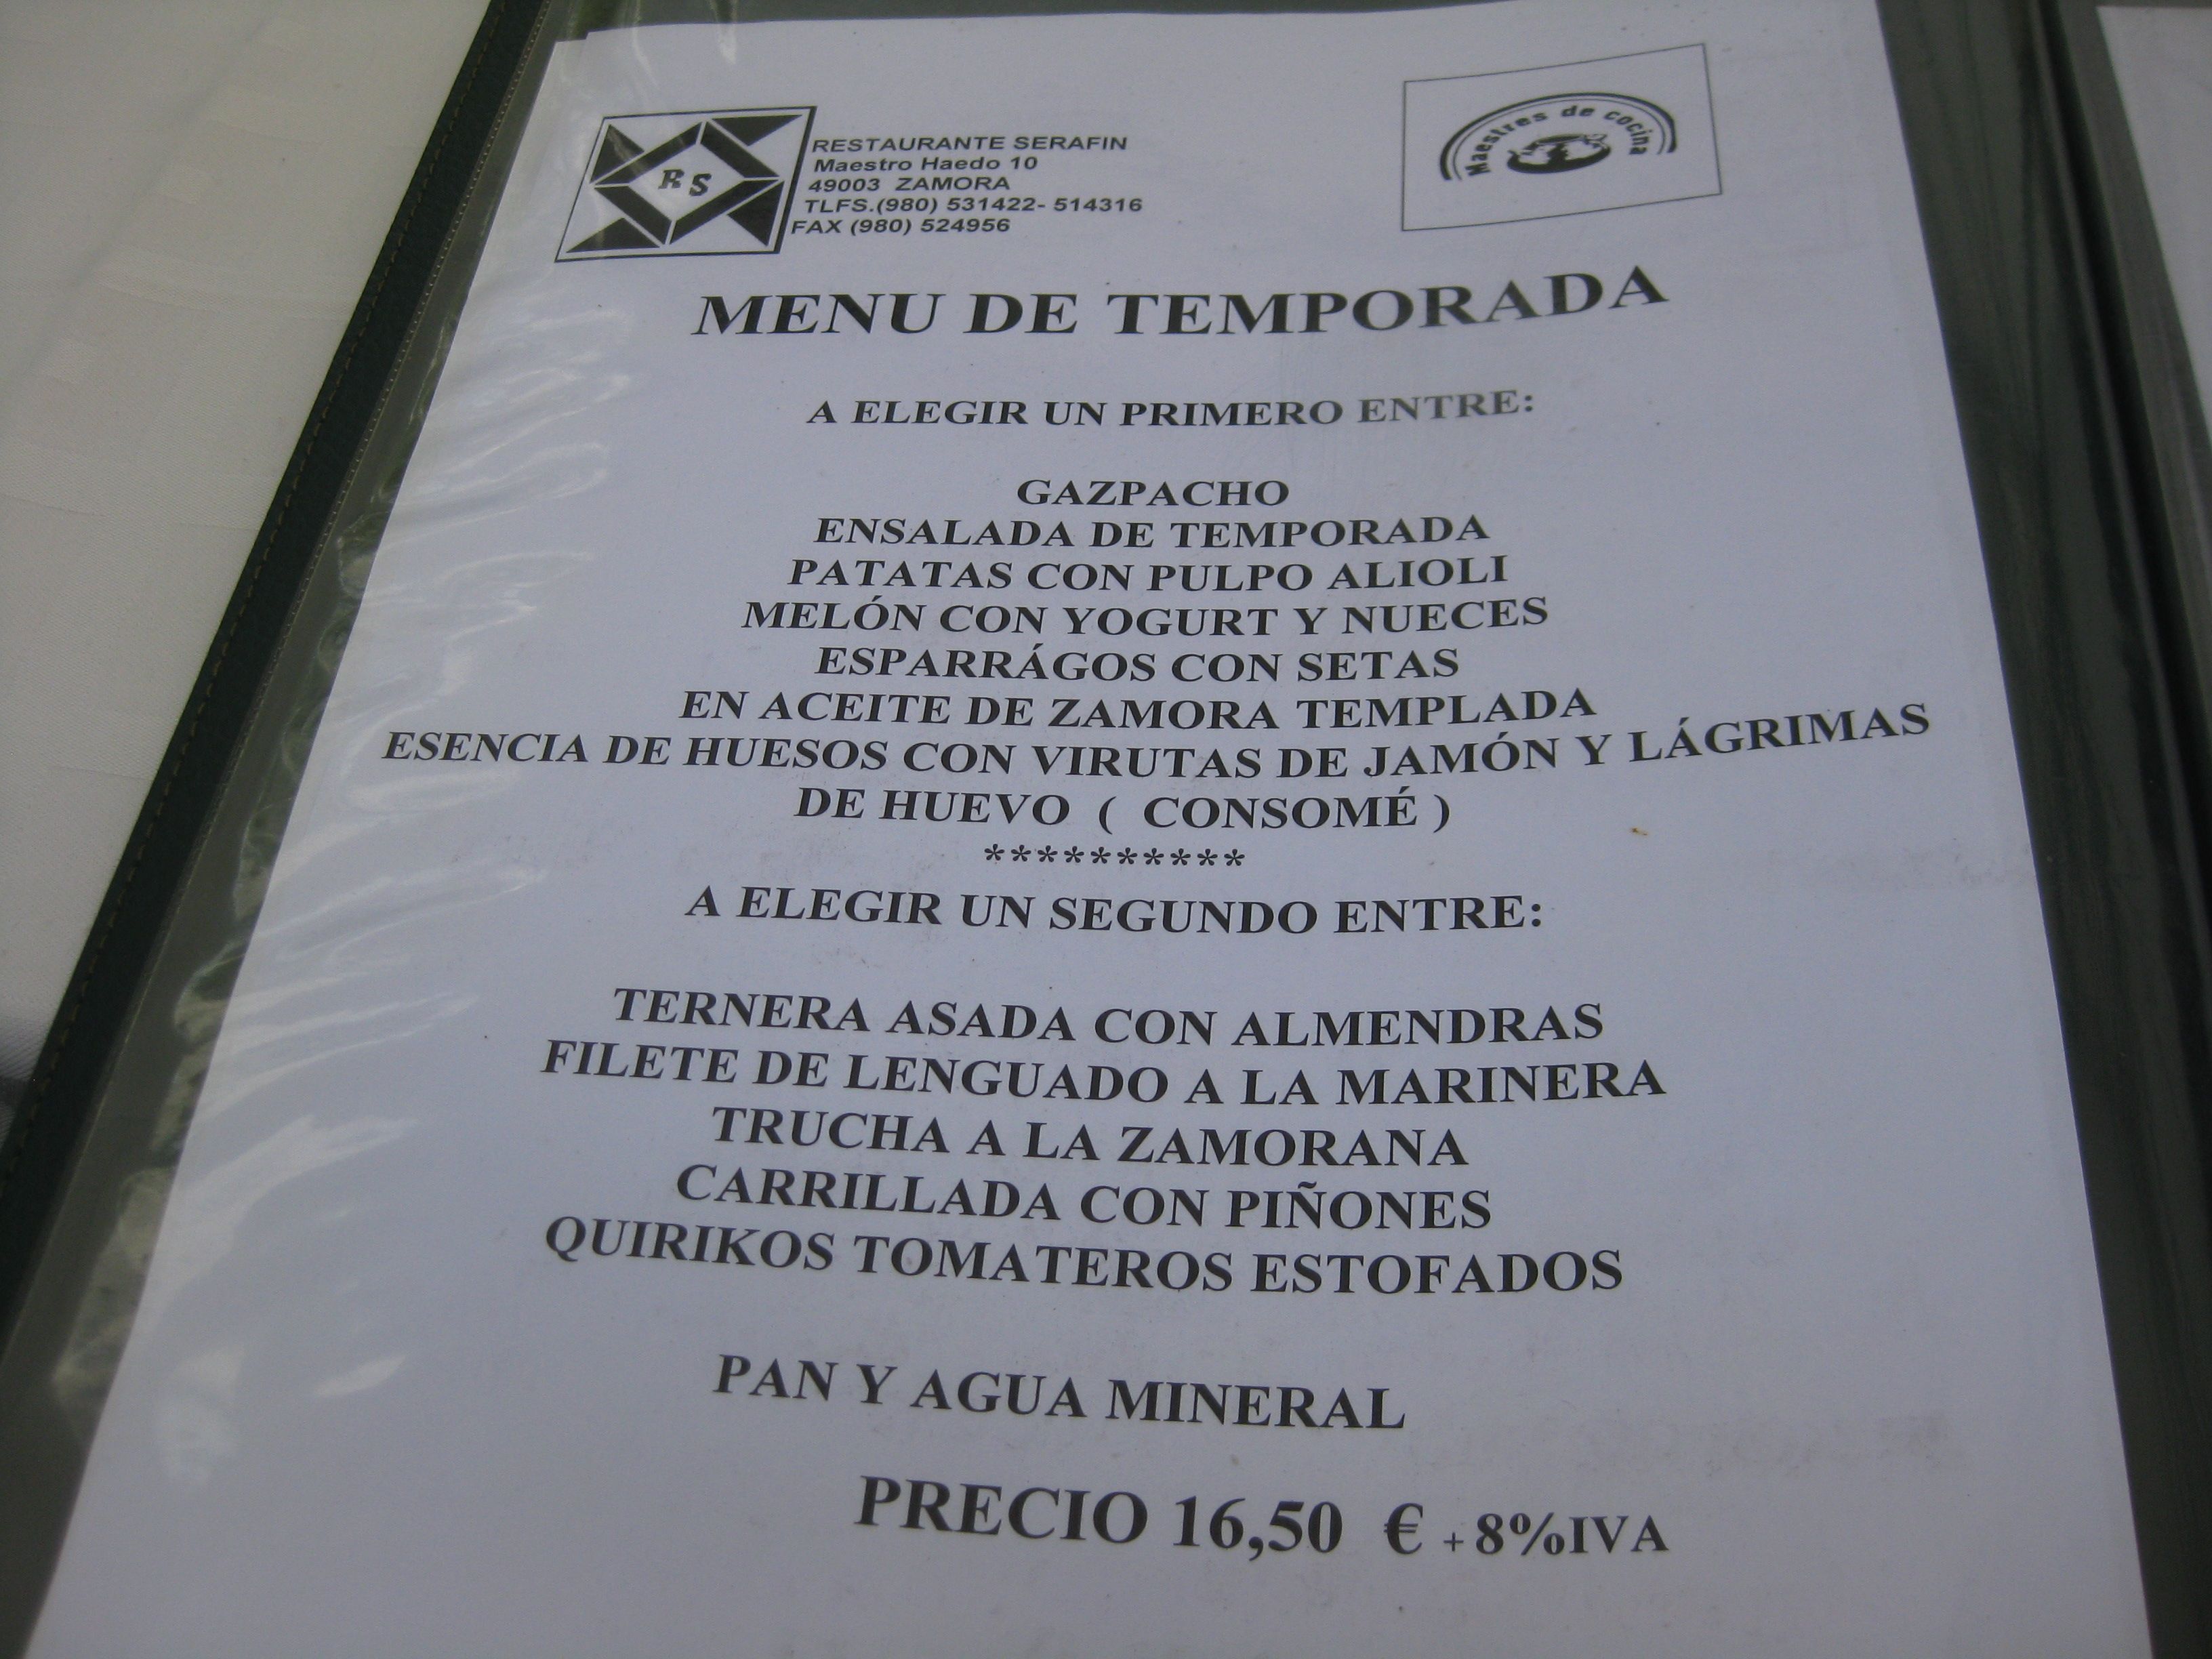 RS
RESTAURANTE SERAFIN
Maestro Haedo 10
49003 ZAMORA
TLFS.(980) 531422- 514316
FAX (980) 524956
Maestres de cocina
MENU DE TEMPORADA
A ELEGIR UN PRIMERO ENTRE:
GAZPACHO
ENSALADA DE TEMPORADA
PATATAS CON PULPO ALIOLI
MELÓN CON YOGURT Y NUECES
ESPARRÁGOS CON SETAS
EN ACEITE DE ZAMORA TEMPLADA
ESENCIA DE HUESOS CON VIRUTAS DE JAMÓN Y LÁGRIMAS
DE HUEVO ( CONSOMÉ )
**********
A ELEGIR UN SEGUNDO ENTRE:
TERNERA ASADA CON ALMENDRAS
FILETE DE LENGUADO A LA MARINERA
TRUCHA A LA ZAMORANA
CARRILLADA CON PIÑONES
QUIRIKOS TOMATEROS ESTOFADOS
PAN Y AGUA MINERAL
PRECIO 16,50 € + 8%IVA